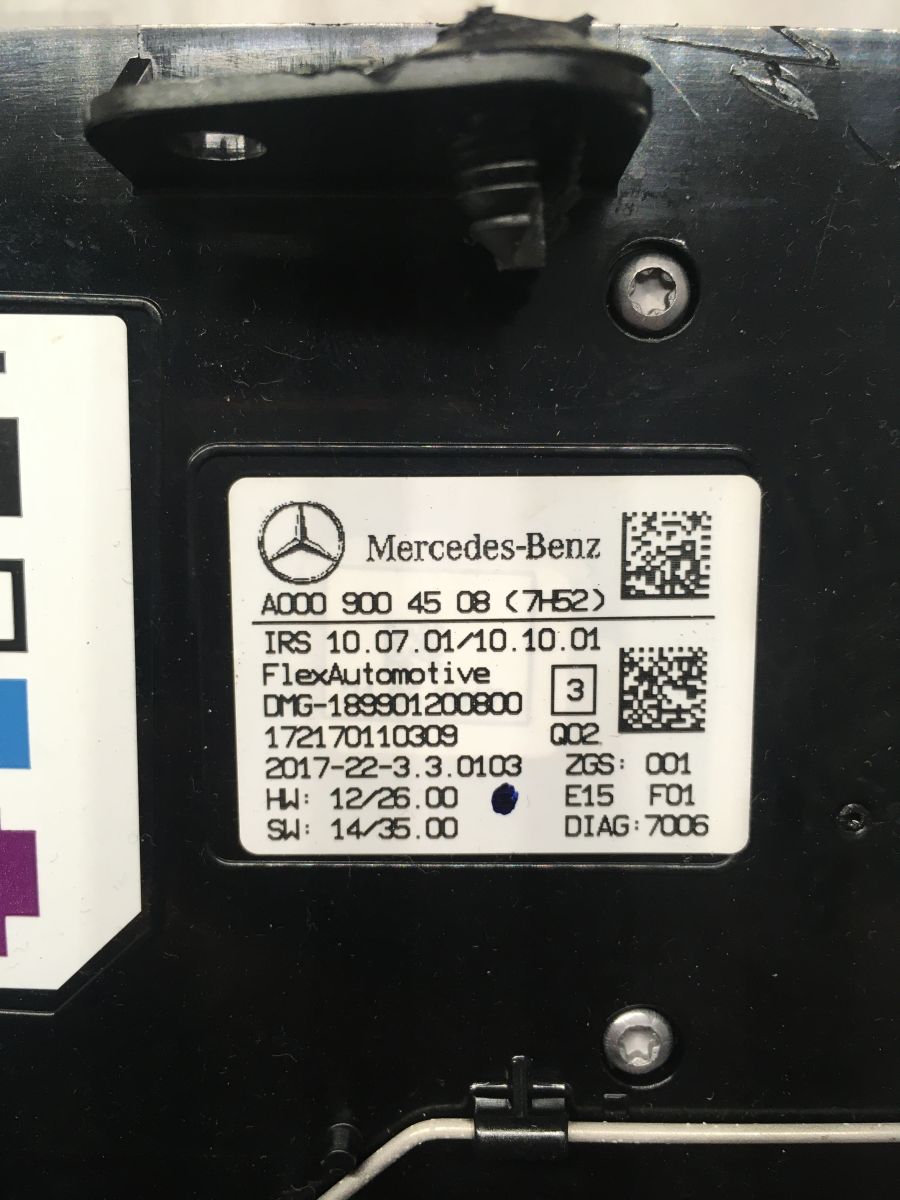 Mercedes-Benz
A000 900 45 08 (7H52)
IRS 10.07.01/10.10.01
FlexAutomotive
DMG-189901200800
3
172170110309
Q02
2017-22-3.3.0103
ZGS: 001
HW: 12/26.00
E15 F01
SW: 14/35.00
DIAG:7006